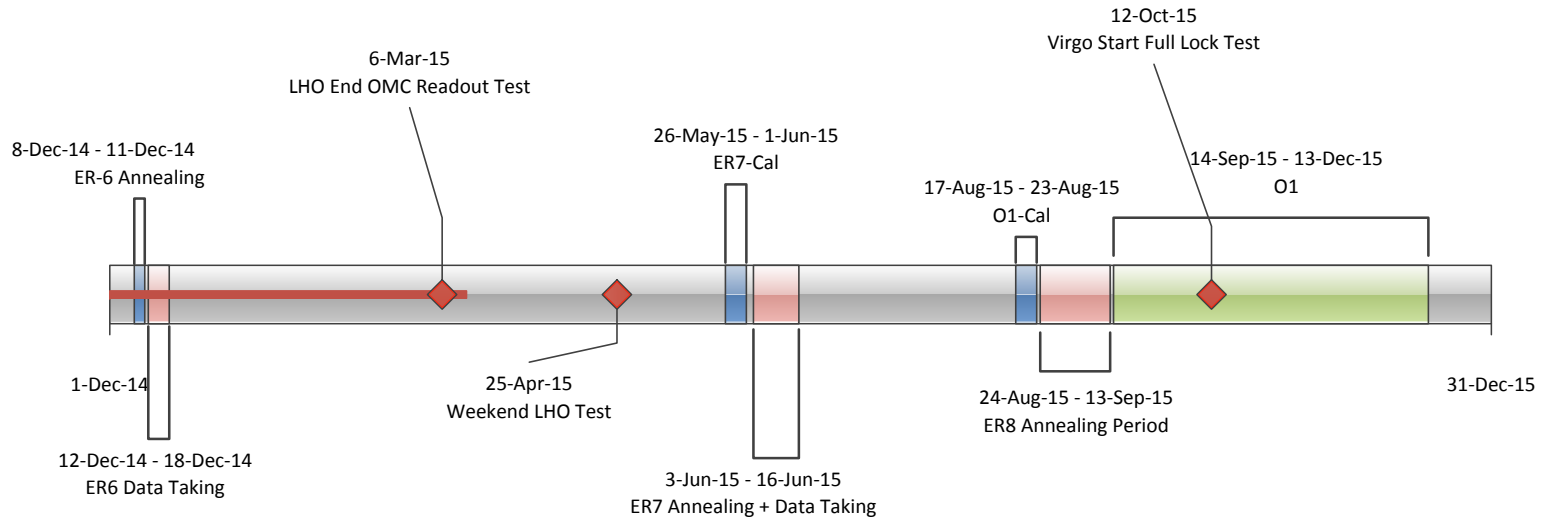 12-Oct-15
Virgo Start Full Lock Test
6-Mar-15
LHO End OMC Readout Test
26-May-15 - 1-Jun-15
ER7-Cal
8-Dec-14 - 11-Dec-14
ER-6 Annealing
14-Sep-15 - 13-Dec-15
O1
17-Aug-15 - 23-Aug-15
O1-Cal
1-Dec-14
25-Apr-15
Weekend LHO Test
31-Dec-15
24-Aug-15 - 13-Sep-15
ER8 Annealing Period
12-Dec-14 - 18-Dec-14
ER6 Data Taking
3-Jun-15 - 16-Jun-15
ER7 Annealing + Data Taking